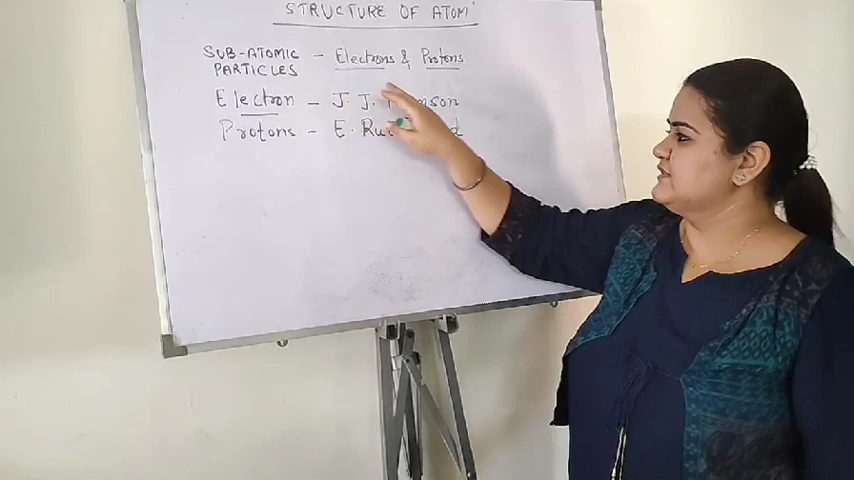 STRUCTURE OF ATOM
SUB-ATOMIC - Electrons & Protons
PARTICLES
Electron - J. J.
Protons - E.